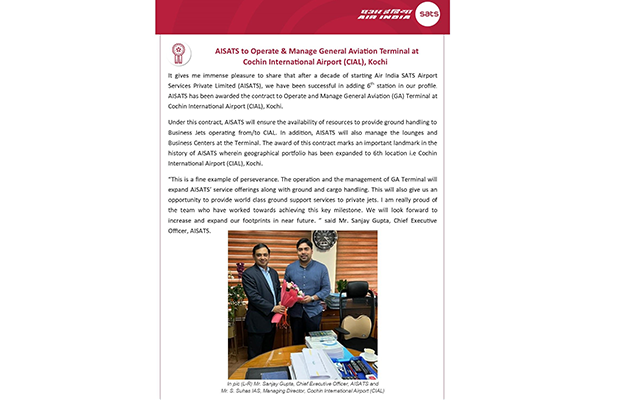 एअर इंडिया
AIR INDIA
sats
AISATS to Operate & Manage General Aviation Terminal at
Cochin International Airport (CIAL), Kochi
It gives me immense pleasure to share that after a decade of starting Air India SATS Airport
Services Private Limited (AISATS), we have been successful in adding 6th station in our profile.
AISATS has been awarded the contract to Operate and Manage General Aviation (GA) Terminal at
Cochin International Airport (CIAL), Kochi.
Under this contract, AISATS will ensure the availability of resources to provide ground handling to
Business Jets operating from/to CIAL. In addition, AISATS will also manage the lounges and
Business Centers at the Terminal. The award of this contract marks an important landmark in the
history of AISATS wherein geographical portfolio has been expanded to 6th location i.e Cochin
International Airport (CIAL), Kochi.
"This is a fine example of perseverance. The operation and the management of GA Terminal will
expand AISATS' service offerings along with ground and cargo handling. This will also give us an
opportunity to provide world class ground support services to private jets. I am really proud of
the team who have worked towards achieving this key milestone. We will look forward to
increase and expand our footprints in near future. " said Mr. Sanjay Gupta, Chief Executive
Officer, AISATS.
In pic (L-R) Mr. Sanjay Gupta, Chief Executive Officer, AISATS and
Mr. S. Suhas IAS, Managing Director, Cochin International Airport (CIAL)